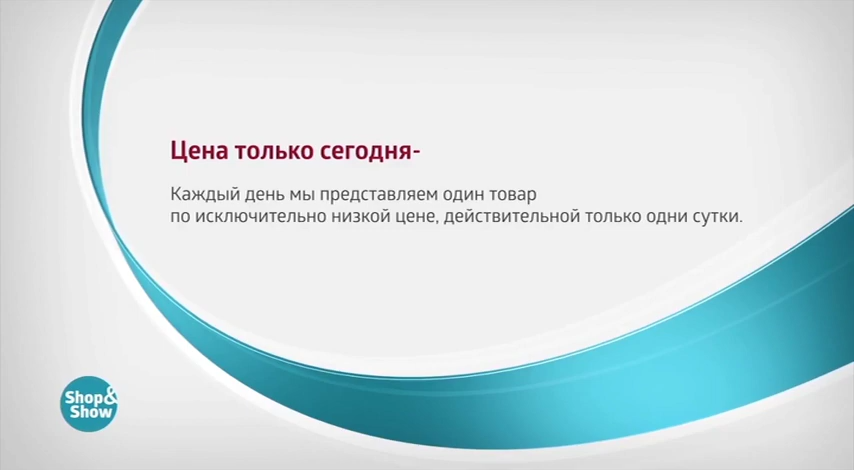 Цена только сегодня-
Каждый день мы представляем один товар
по исключительно низкой цене, действительной только одни сутки.
Shop&
Show